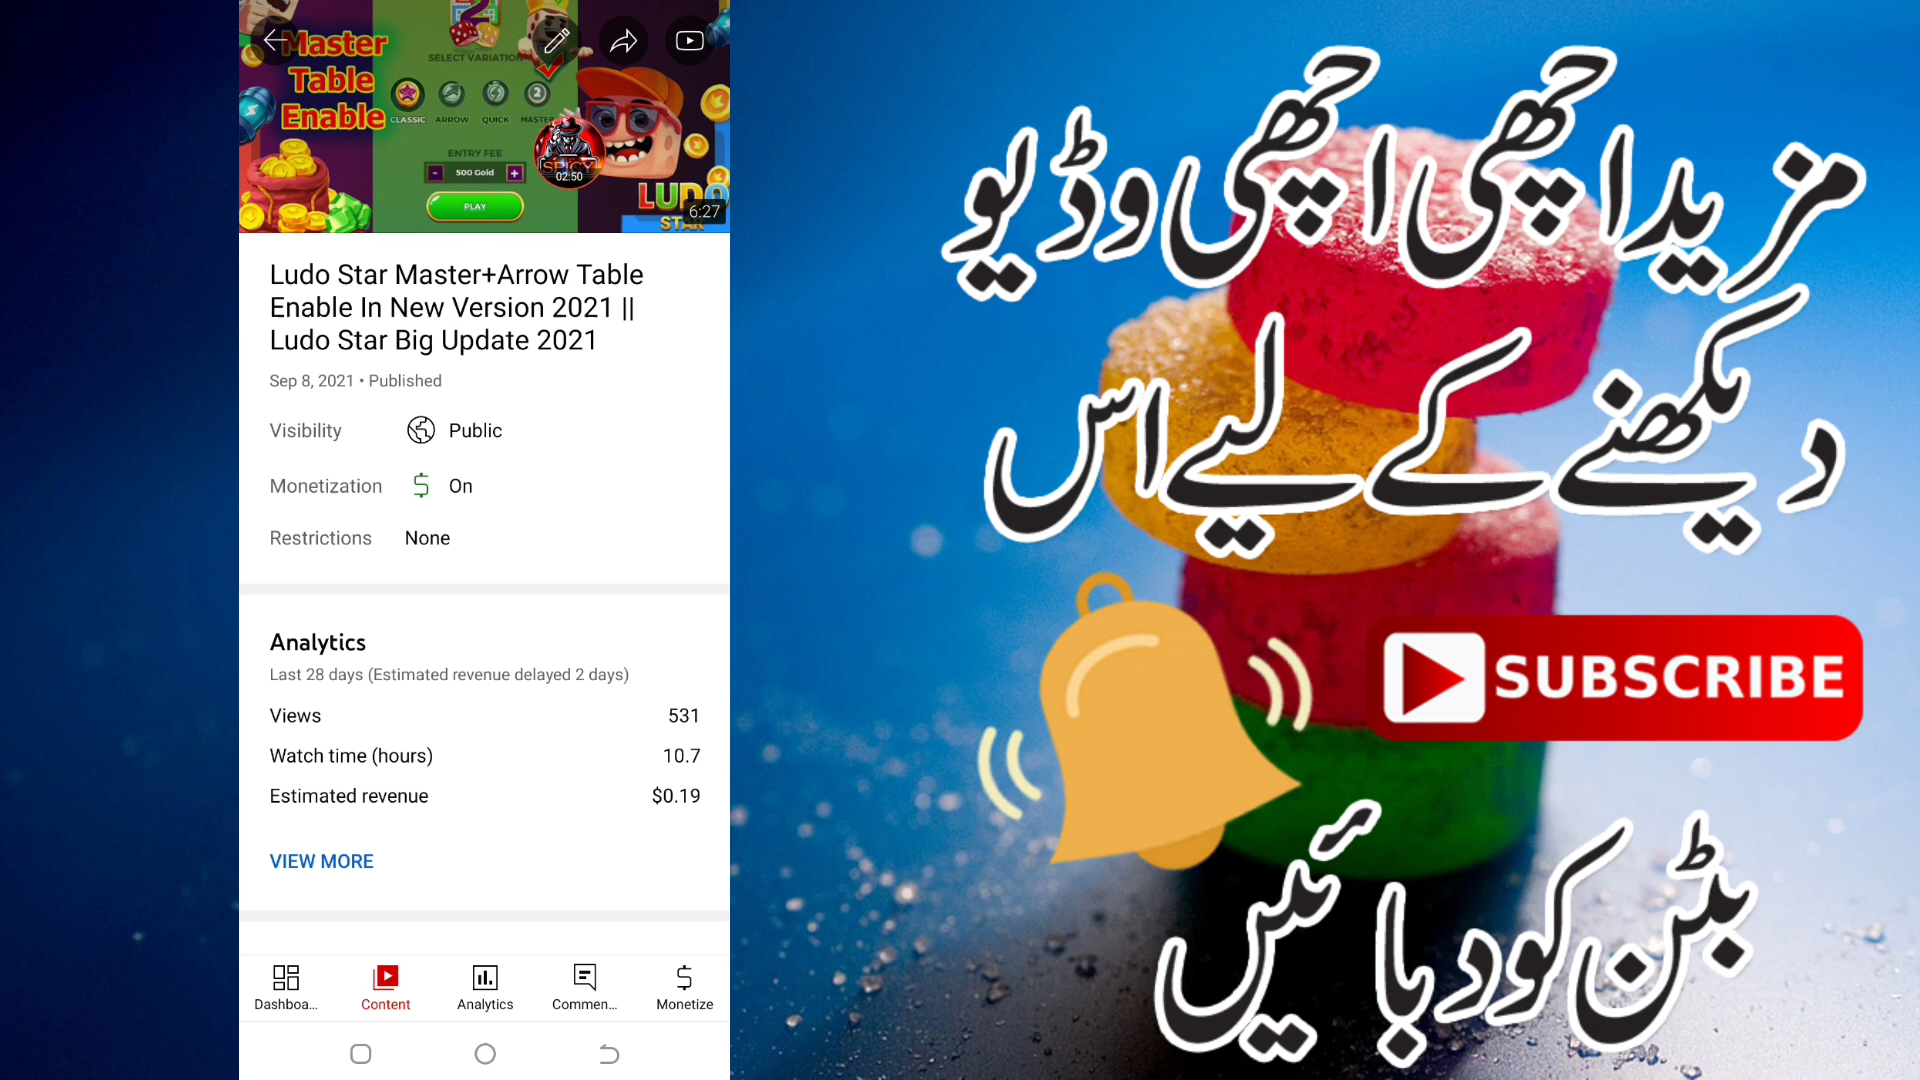 Master
Table
Enable
SELECT VARIATION
CLASSIC ARROW QUICK MASTER
ENTRY FEE
- 500 Gold +
PLAY
SPICY
02:50
LUDO
STAR
6:27
Ludo Star Master+Arrow Table
Enable In New Version 2021 ||
Ludo Star Big Update 2021
Sep 8, 2021 • Published
Visibility Public
Monetization On
Restrictions None
Analytics
Last 28 days (Estimated revenue delayed 2 days)
Views 531
Watch time (hours) 10.7
Estimated revenue $0.19
VIEW MORE
Dashboa... Content Analytics Commen... Monetize
مزید اچھی اچھی وڈیو
دیکھنے کے لیے اس
SUBSCRIBE
بٹن کو دبائیں